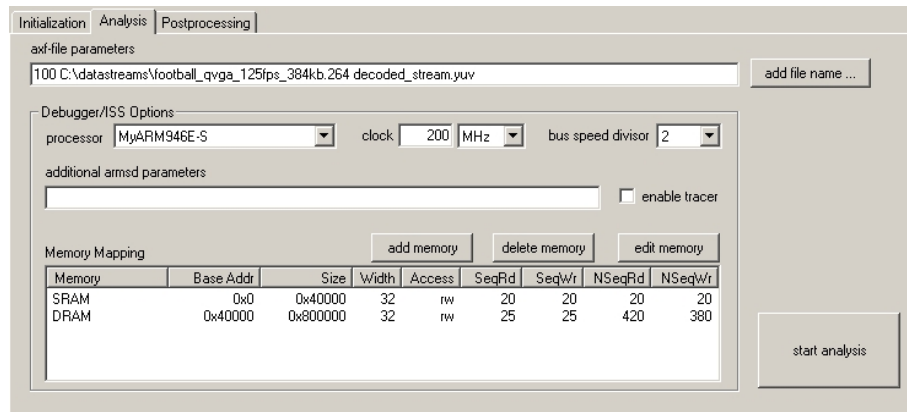 Initialization Analysis Postprocessing
axf-file parameters
100 C:\datastreams\football_qvga_125fps_384kb.264 decoded_stream.yuv add file name ...
Debugger/ISS Options
processor MyARM946E-S clock 200 MHz bus speed divisor 2
additional armsd parameters
enable tracer
Memory Mapping add memory delete memory edit memory
Memory Base Addr Size Width Access SeqRd SeqWr NSeqRd NSeqWr
SRAM 0x0 0x40000 32 rw 20 20 20 20
DRAM 0x40000 0x800000 32 rw 25 25 420 380
start analysis